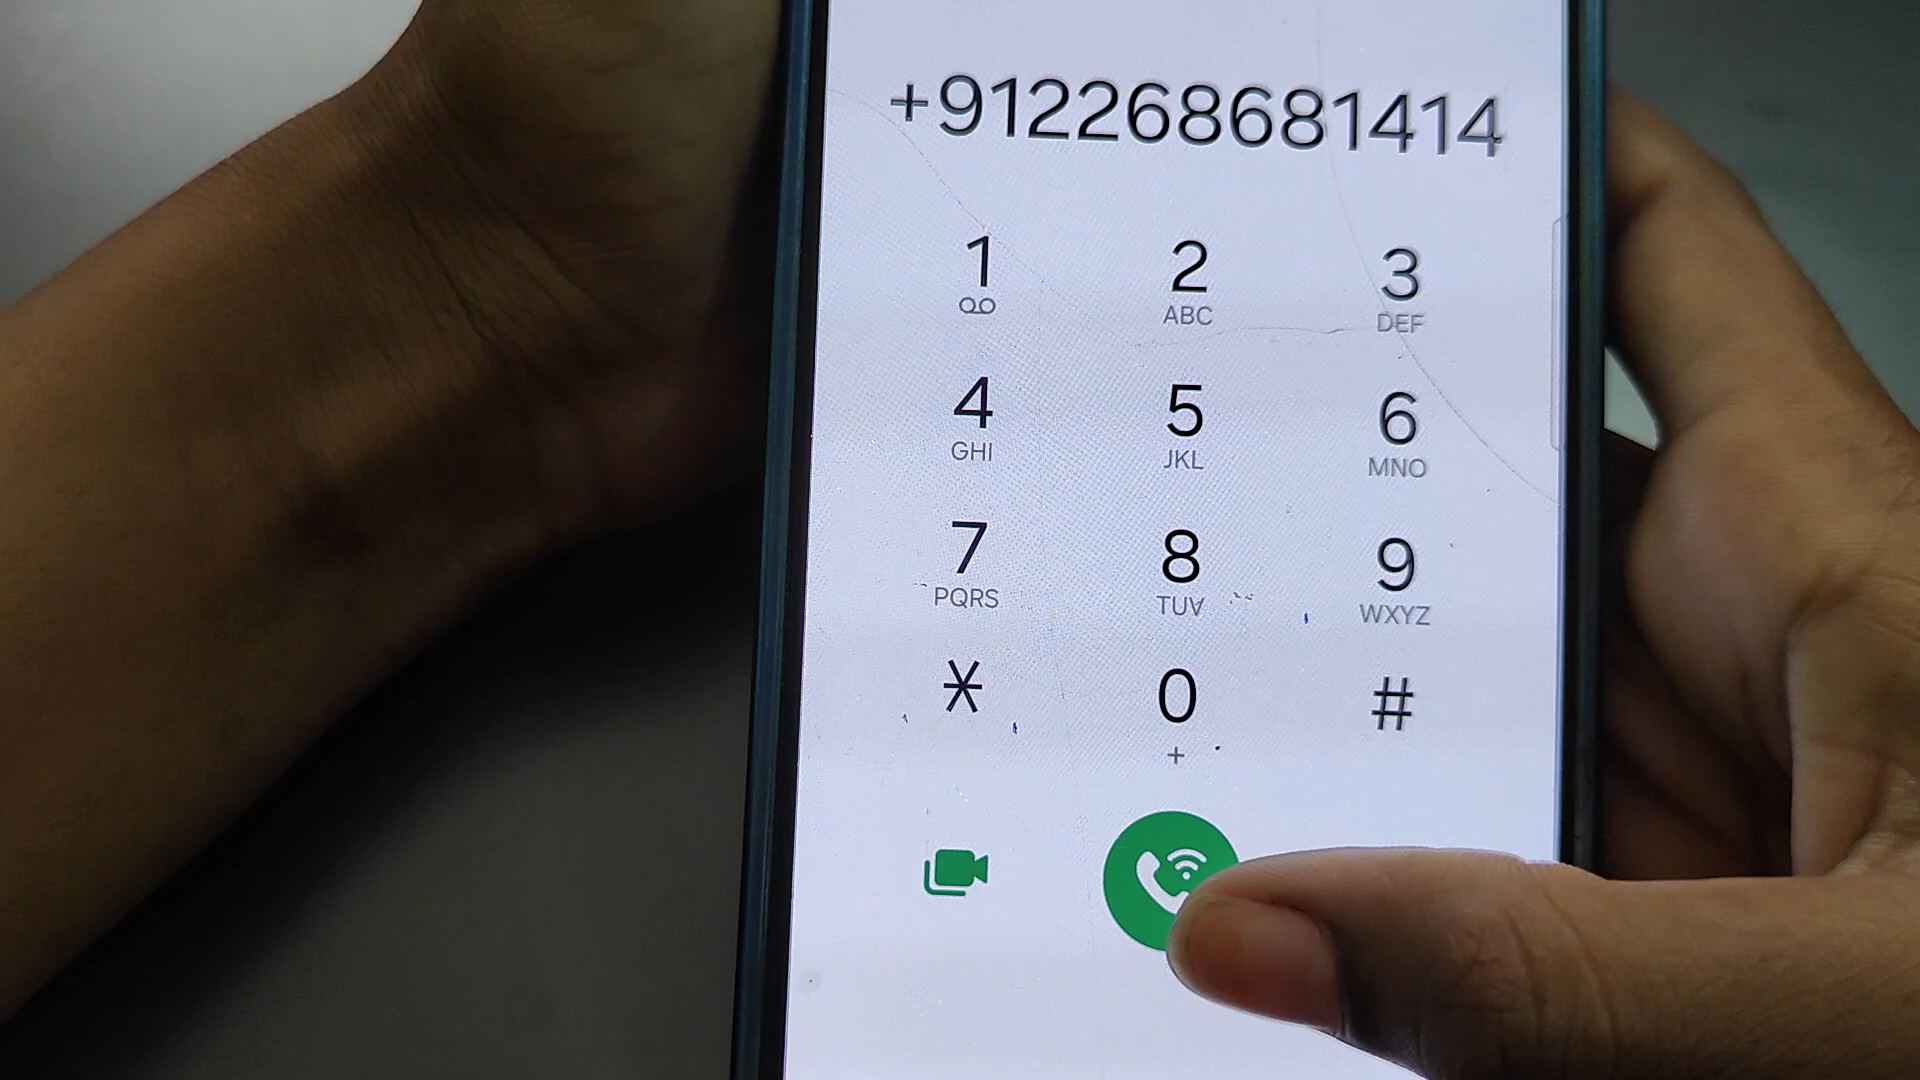 +912268681414
1 2 3
ABC DEF
4 5 6
GHI JKL MNO
7 8 9
PQRS TUV WXYZ
* 0 #
+